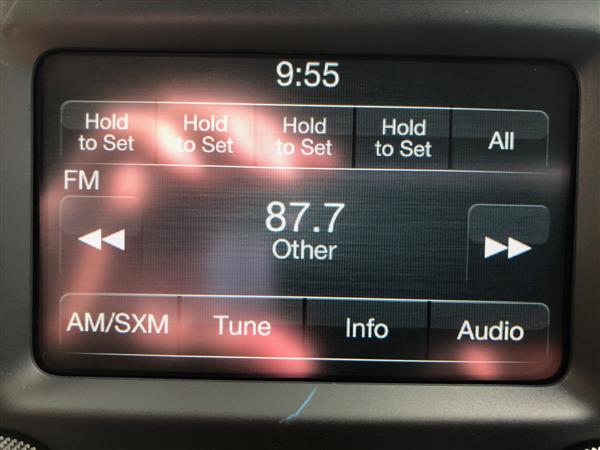 9:55
Hold to Set
Hold to Set
Hold to Set
Hold to Set
All
FM
87.7
Other
AM/SXM Tune Info Audio